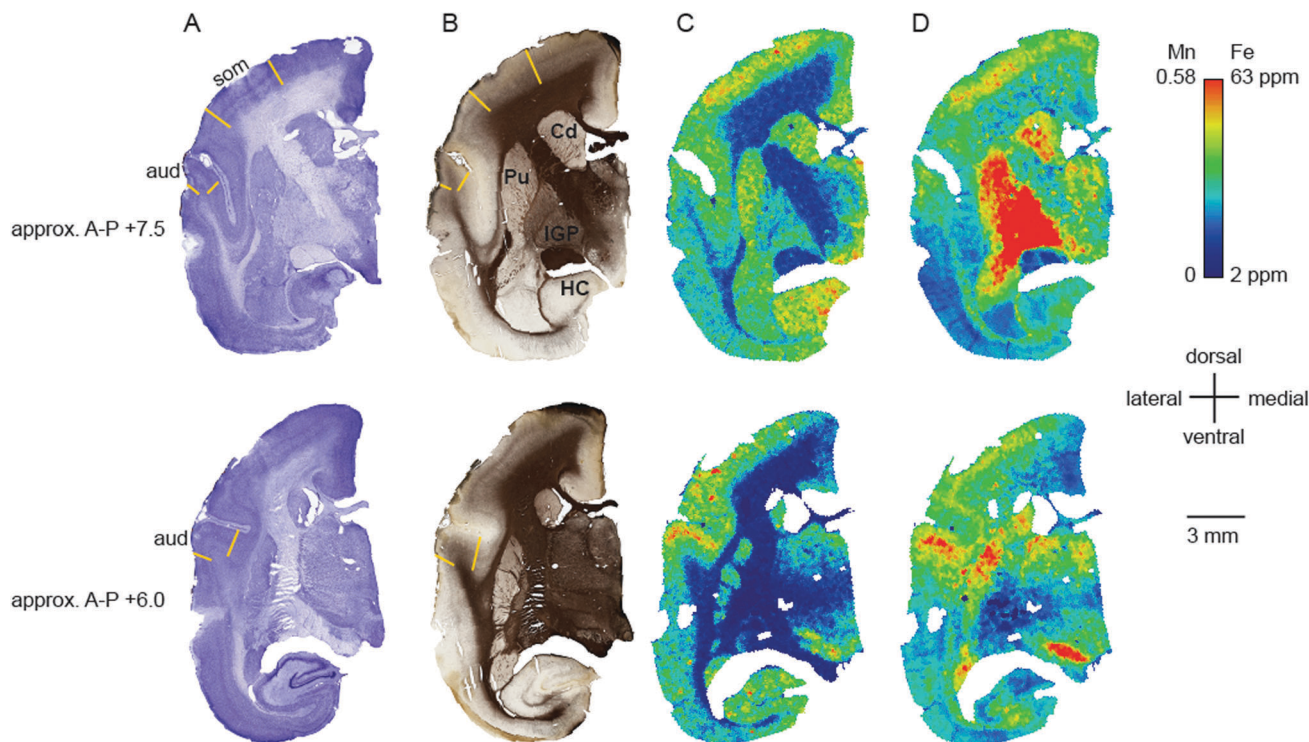 A B C D
Mn Fe
0.58 63 ppm
som
Cd
aud
Pu
approx. A-P +7.5
lGP
0 2 ppm
HC
dorsal
lateral medial
ventral
aud
3 mm
approx. A-P +6.0